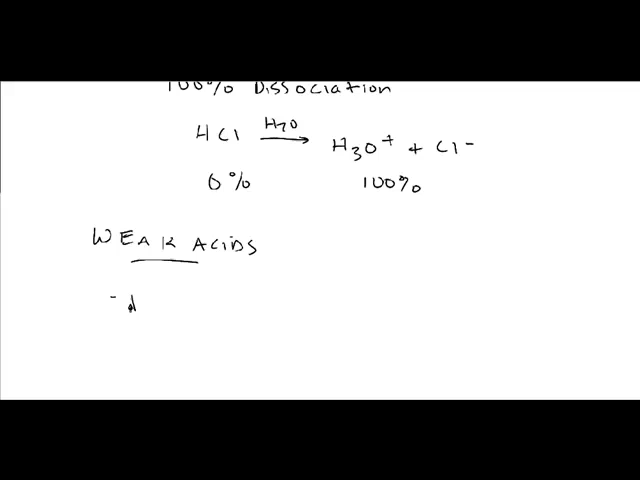 100% Dissociation
HCl H2O → H3O+ + Cl-
0% 100%
WEAK ACIDS
- d